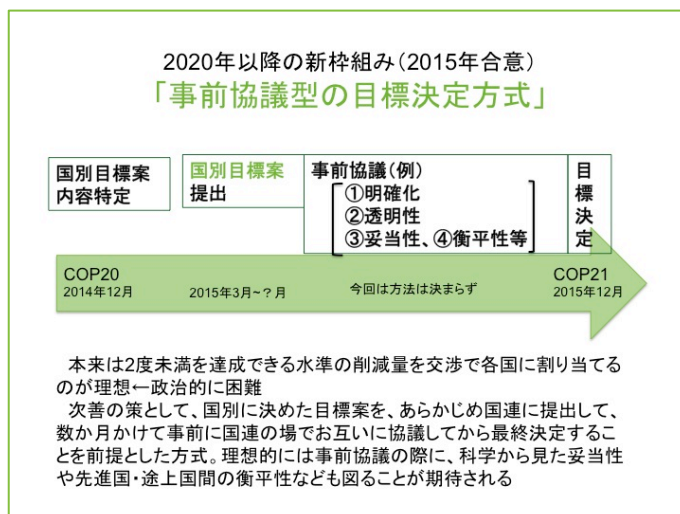 2020年以降の新枠組み(2015年合意)
「事前協議型の目標決定方式」
国別目標案
内容特定
国別目標案
提出
事前協議(例)
①明確化
②透明性
③妥当性、④衡平性等
目
標
決
定
COP20
2014年12月
2015年3月~?月
今回は方法は決まらず
COP21
2015年12月
本来は2度未満を達成できる水準の削減量を交渉で各国に割り当てる
のが理想←政治的に困難
次善の策として、国別に決めた目標案を、あらかじめ国連に提出して、
数か月かけて事前に国連の場でお互いに協議してから最終決定するこ
とを前提とした方式。理想的には事前協議の際に、科学から見た妥当性
や先進国・途上国間の衡平性なども図ることが期待される